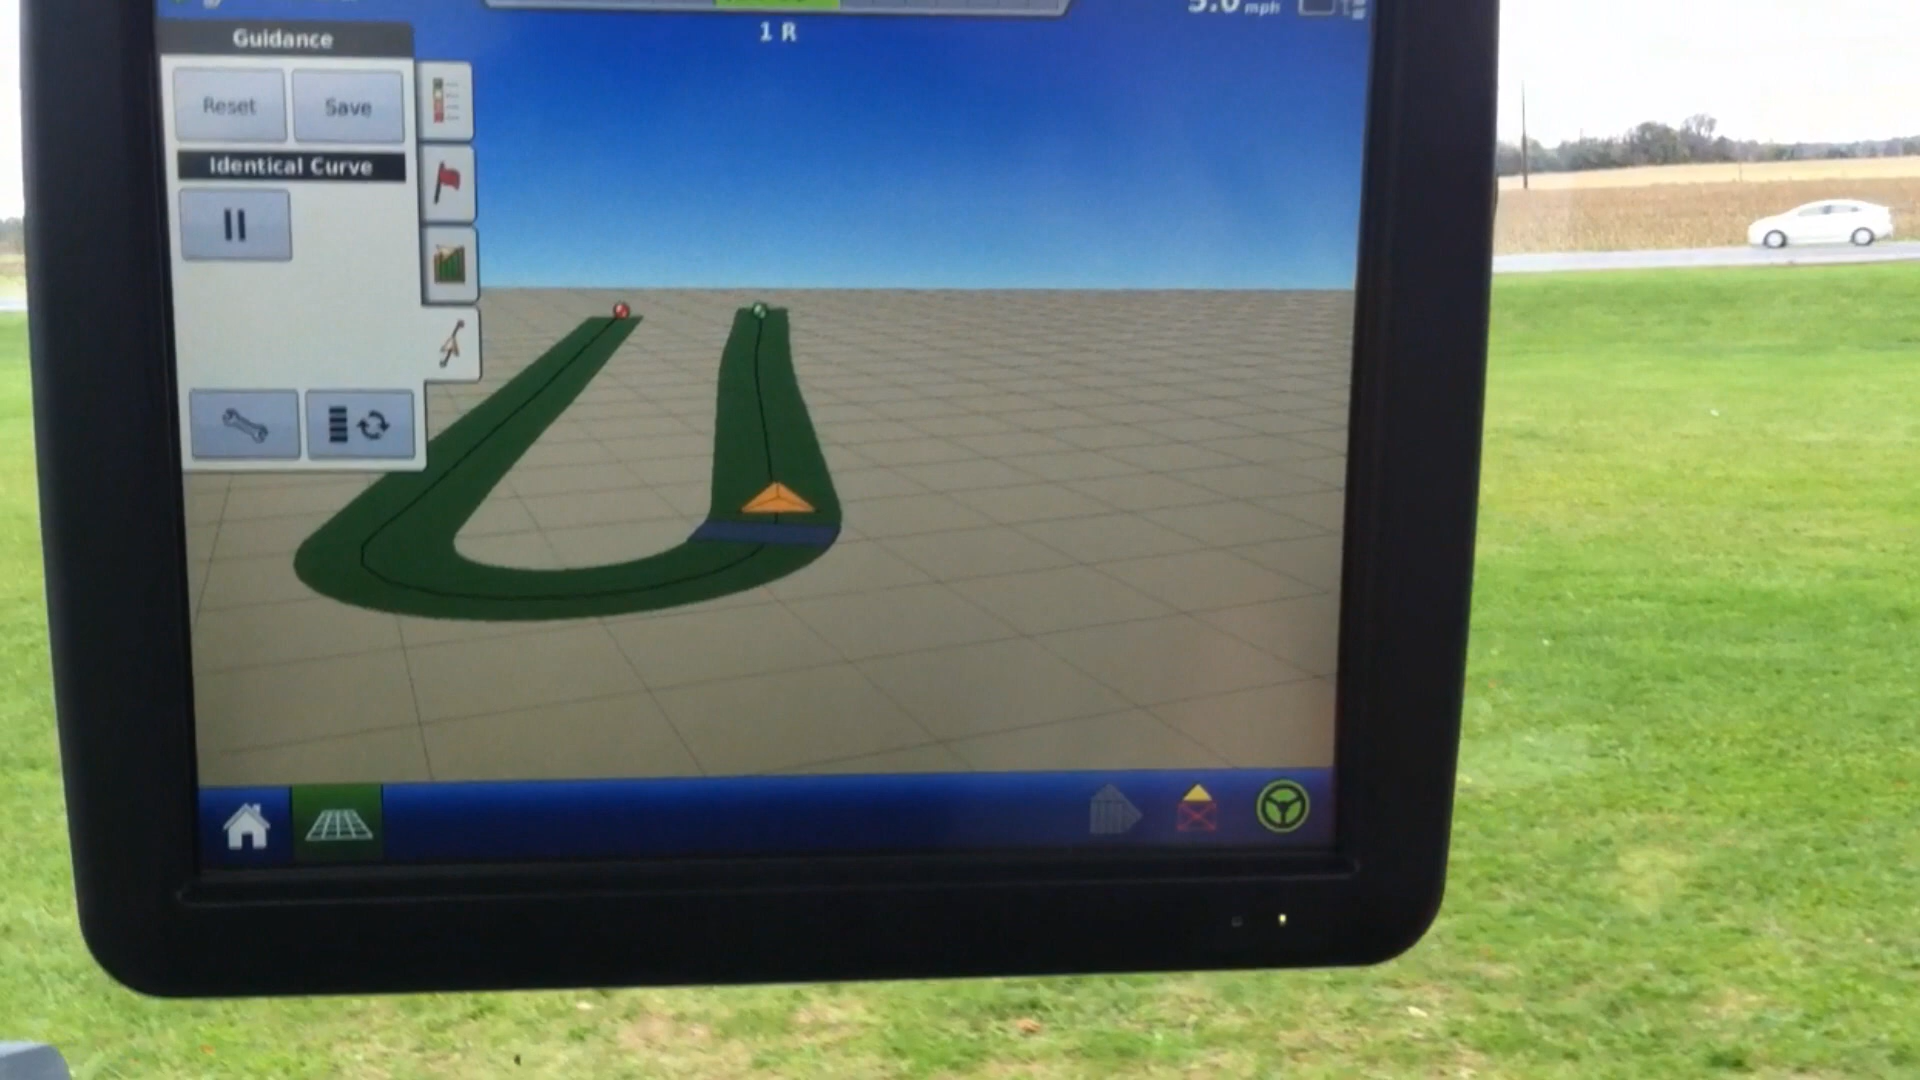 mph
1 R
Guidance
Reset Save
Identical Curve